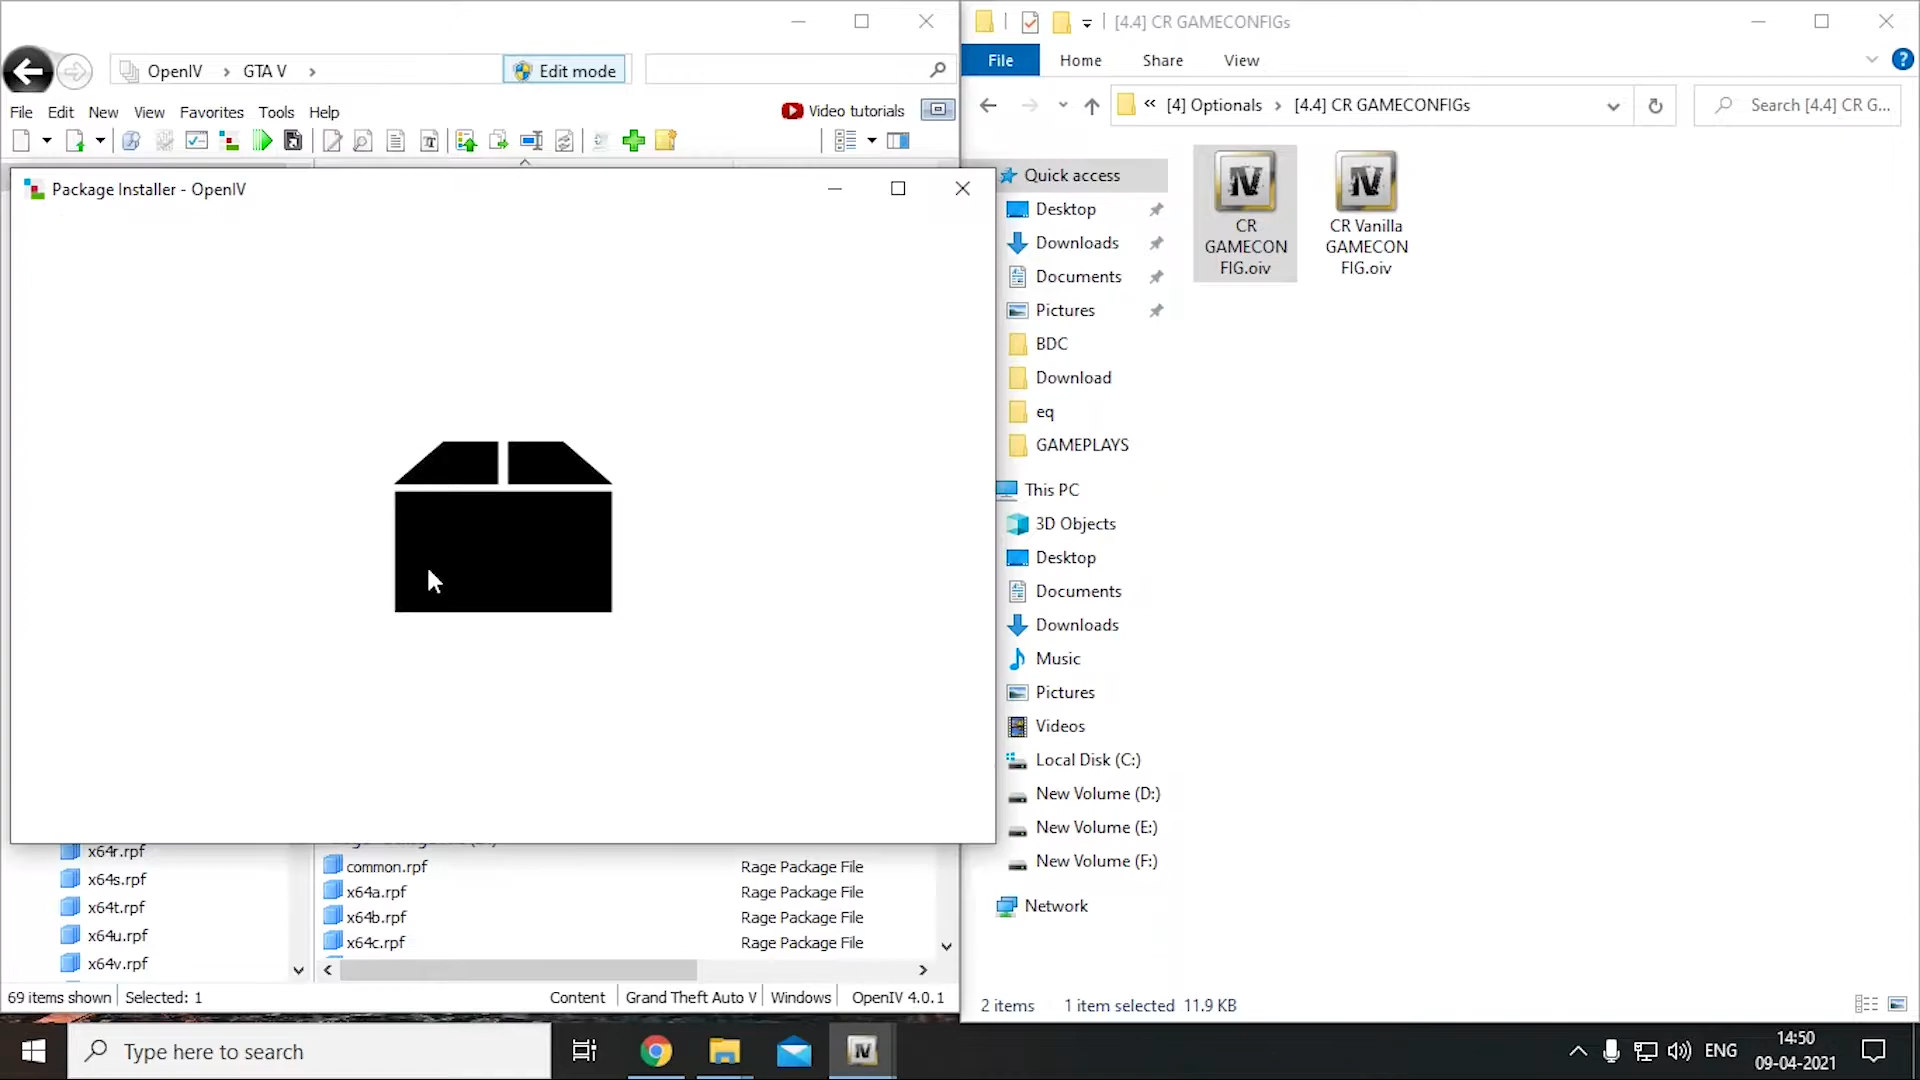 OpenIV > GTA V >
Edit mode
File Edit New View Favorites Tools Help
Video tutorials
Package Installer - OpenIV
x64r.rpf
x64s.rpf
x64t.rpf
x64u.rpf
x64v.rpf
common.rpf Rage Package File
x64a.rpf Rage Package File
x64b.rpf Rage Package File
x64c.rpf Rage Package File
69 items shown Selected: 1 Content Grand Theft Auto V Windows OpenIV 4.0.1
[4.4] CR GAMECONFIGs
File Home Share View
« [4] Optionals > [4.4] CR GAMECONFIGs
Search [4.4] CR G...
Quick access
Desktop
Downloads
Documents
Pictures
BDC
Download
eq
GAMEPLAYS
This PC
3D Objects
Desktop
Documents
Downloads
Music
Pictures
Videos
Local Disk (C:)
New Volume (D:)
New Volume (E:)
New Volume (F:)
Network
IV
CR
GAMECON
FIG.oiv
IV
CR Vanilla
GAMECON
FIG.oiv
2 items 1 item selected 11.9 KB
Type here to search
IV
ENG
14:50
09-04-2021